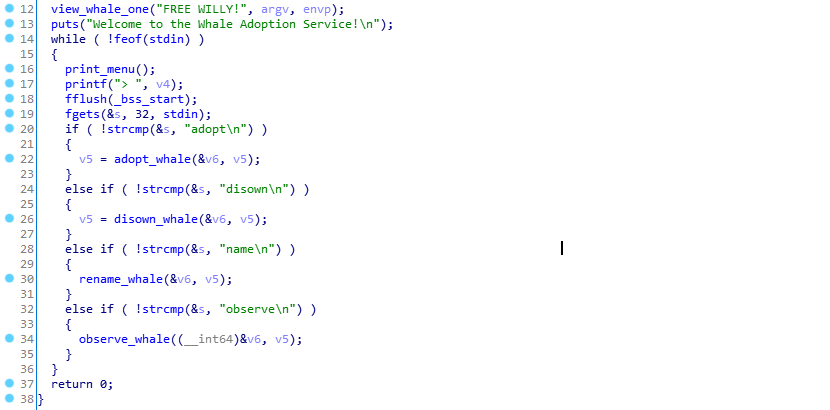 12 view_whale_one("FREE WILLY!", argv, envp);
13 puts("Welcome to the Whale Adoption Service!\n");
14 while ( !feof(stdin) )
15 {
16 print_menu();
17 printf("> ", v4);
18 fflush(_bss_start);
19 fgets(&s, 32, stdin);
20 if ( !strcmp(&s, "adopt\n") )
21 {
22 v5 = adopt_whale(&v6, v5);
23 }
24 else if ( !strcmp(&s, "disown\n") )
25 {
26 v5 = disown_whale(&v6, v5);
27 }
28 else if ( !strcmp(&s, "name\n") )
29 {
30 rename_whale(&v6, v5);
31 }
32 else if ( !strcmp(&s, "observe\n") )
33 {
34 observe_whale((__int64)&v6, v5);
35 }
36 }
37 return 0;
38 }